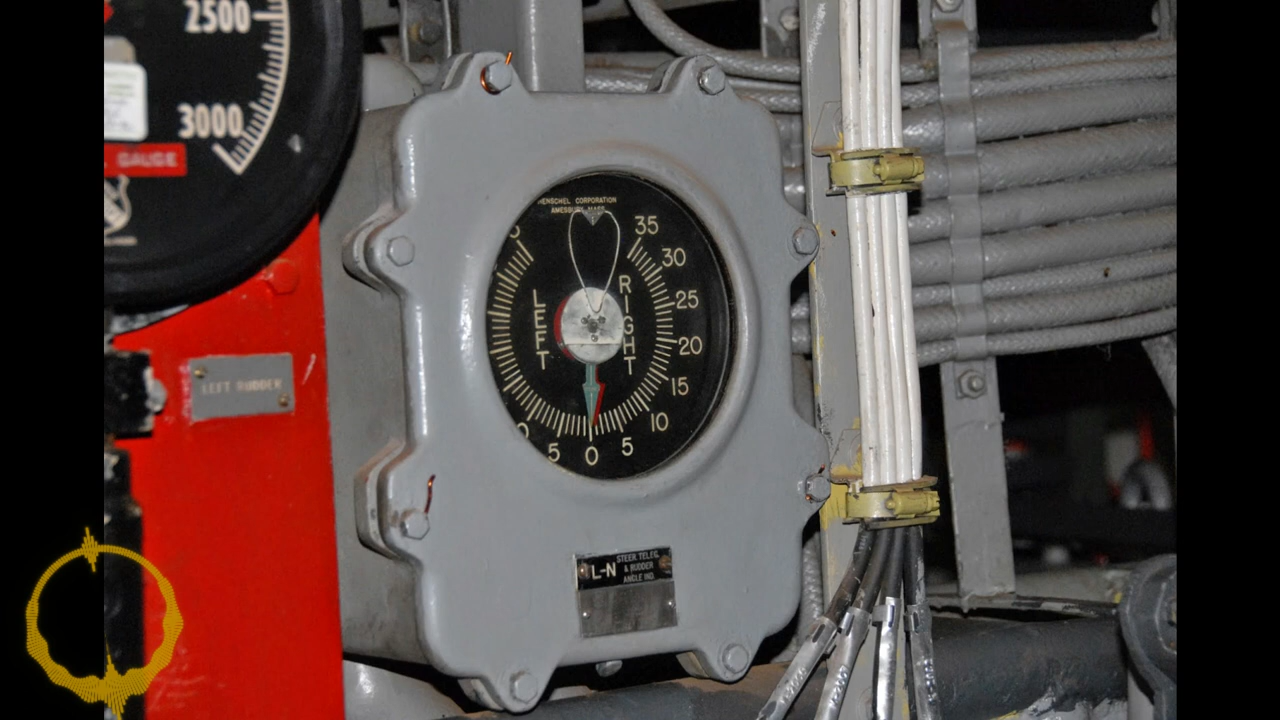 2500
3000
GAUGE
LEFT RUDDER
HENSCHEL CORPORATION
AMESBURY MASS
LEFT
RIGHT
35
30
25
20
15
10
5
0
5
L-N
STEER. TELEG.
& RUDDER
ANGLE IND.